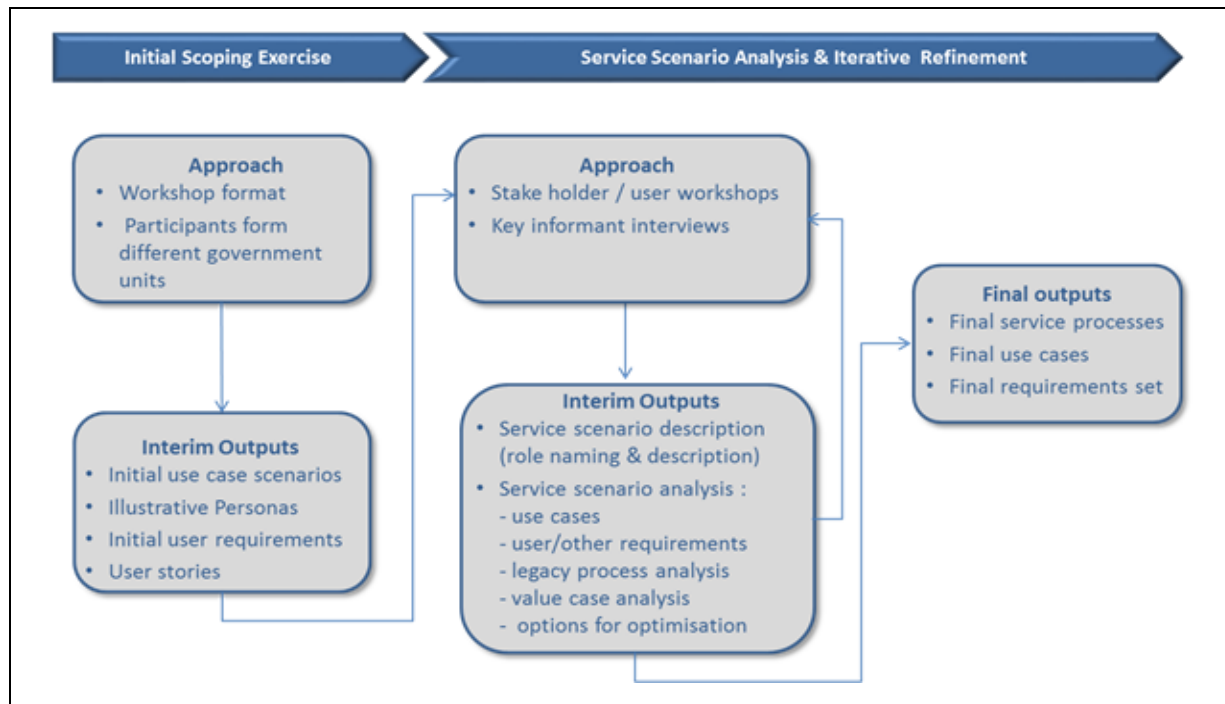 Initial Scoping Exercise
Service Scenario Analysis & Iterative Refinement
Approach
• Workshop format
• Participants form
different government
units
Interim Outputs
• Initial use case scenarios
• Illustrative Personas
• Initial user requirements
• User stories
Approach
• Stake holder / user workshops
• Key informant interviews
Interim Outputs
• Service scenario description
(role naming & description)
• Service scenario analysis :
- use cases
- user/other requirements
- legacy process analysis
- value case analysis
- options for optimisation
Final outputs
• Final service processes
• Final use cases
• Final requirements set